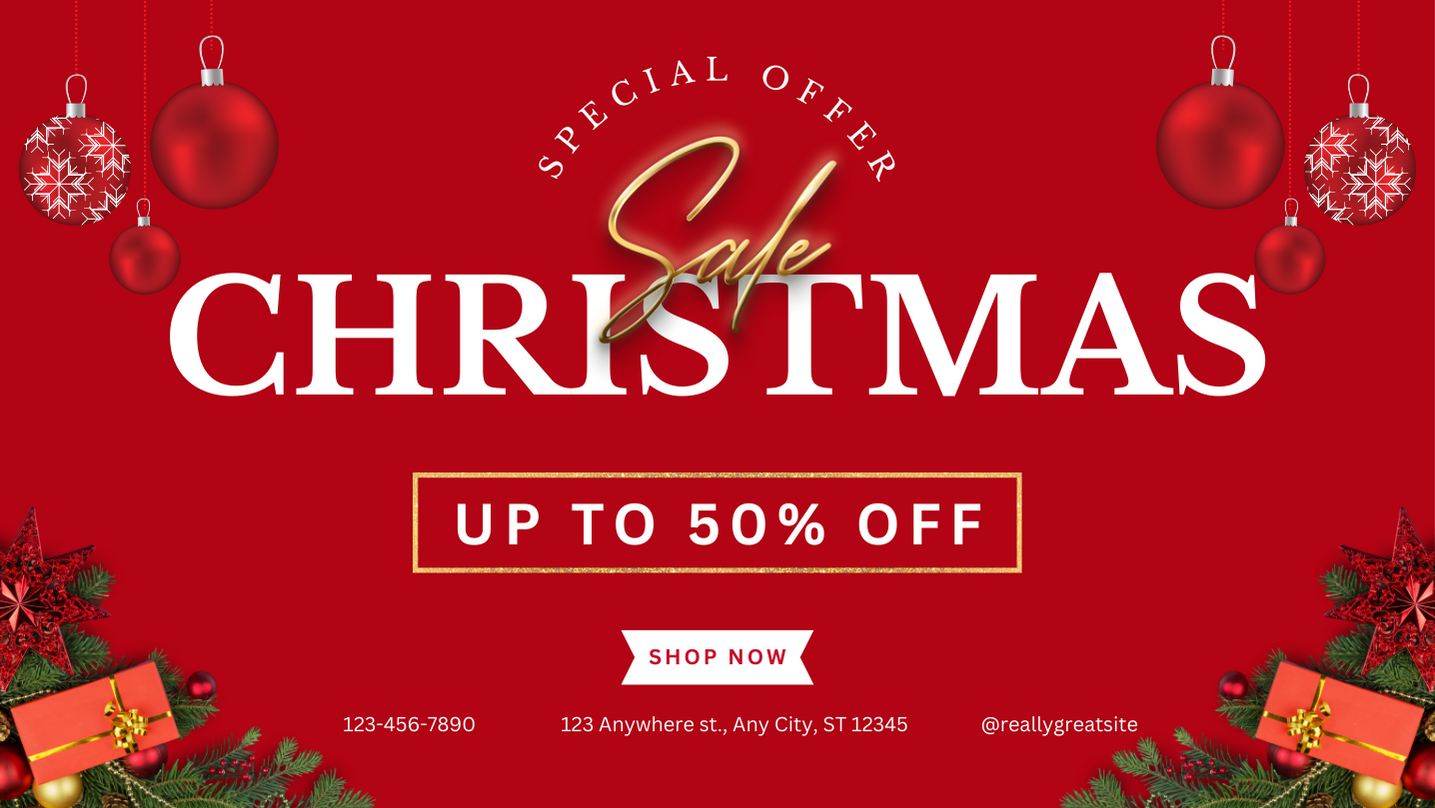 SPECIAL OFFER
Sale
CHRISTMAS
UP TO 50% OFF
SHOP NOW
123-456-7890
123 Anywhere st., Any City, ST 12345
@reallygreatsite